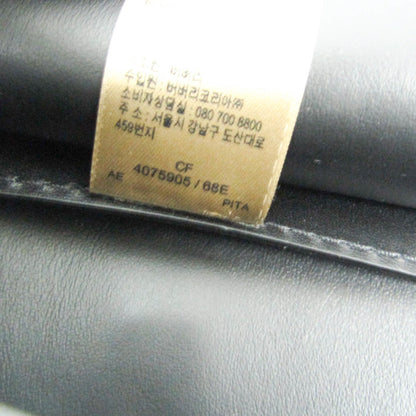 수입원 : 버버리코리아㈜
소비자상담실 : 080 700 8800
주 소 : 서울시 강남구 도산대로
459번지
CF
AE 4075905 / 68E
PITA